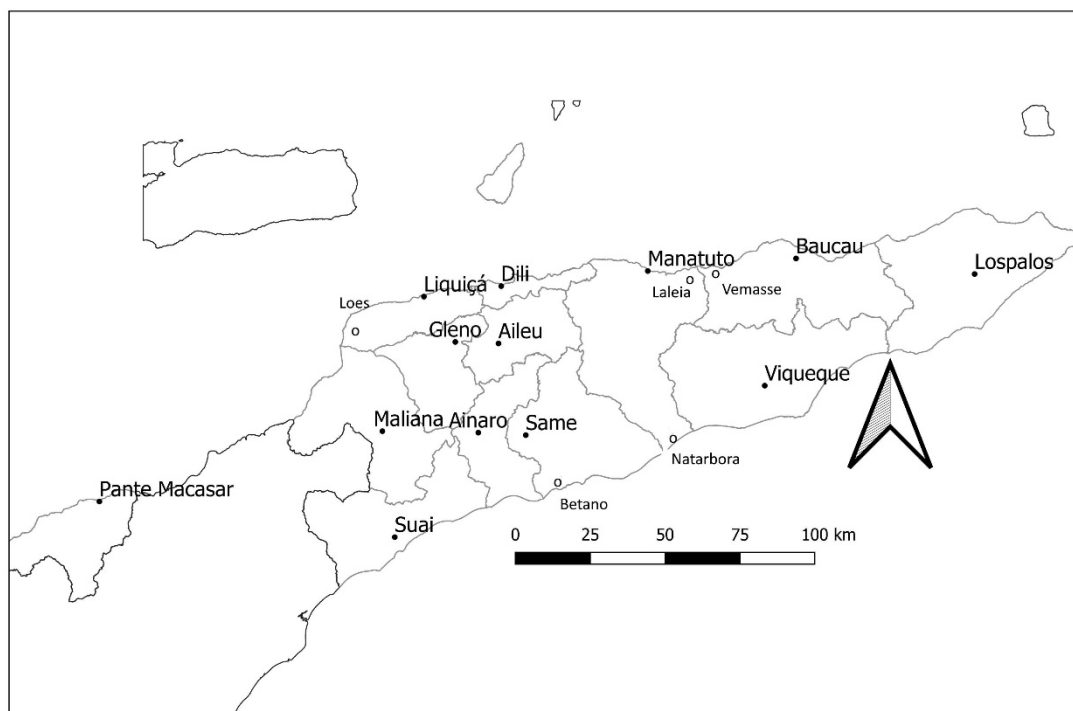 Baucau
Manatuto
Lospalos
Dili
Liquiçá
Laleia
Vemasse
Loes
Gleno
Aileu
Viqueque
Maliana
Ainaro
Same
Natarbora
Pante Macasar
Betano
Suai
0 25 50 75 100 km